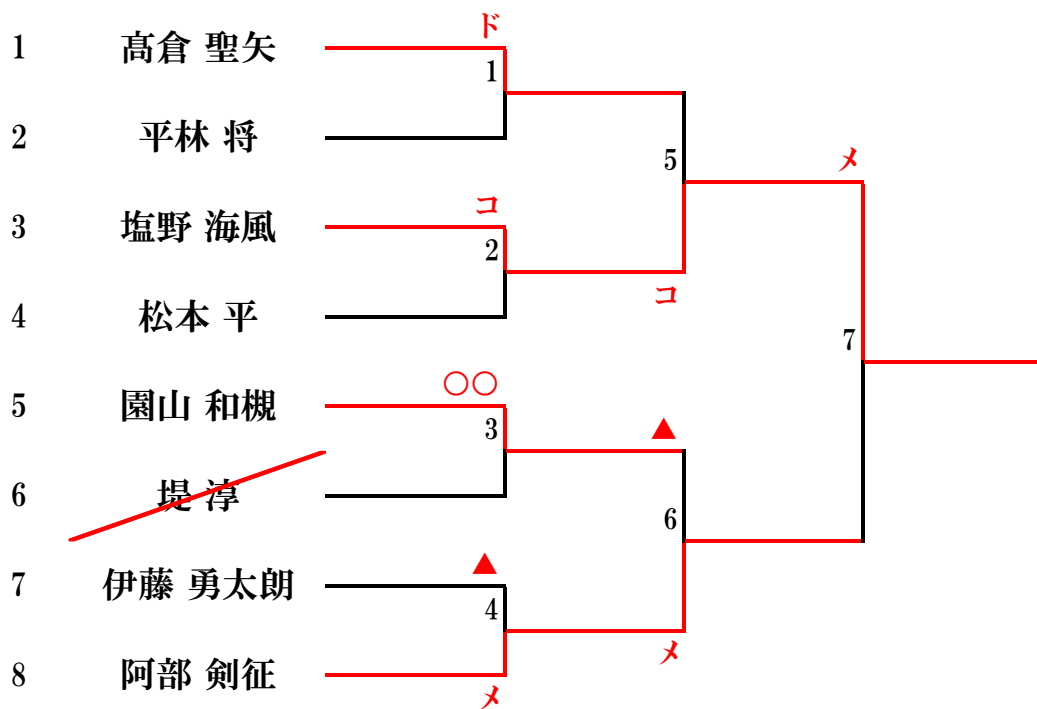 ド
1 髙倉 聖矢
1
2 平林 将
5
メ
コ
3 塩野 海風
2
コ
4 松本 平
7
○○
5 園山 和槻
3
▲
6 堤 淳
6
▲
7 伊藤 勇太朗
4
メ
8 阿部 剣征
メ